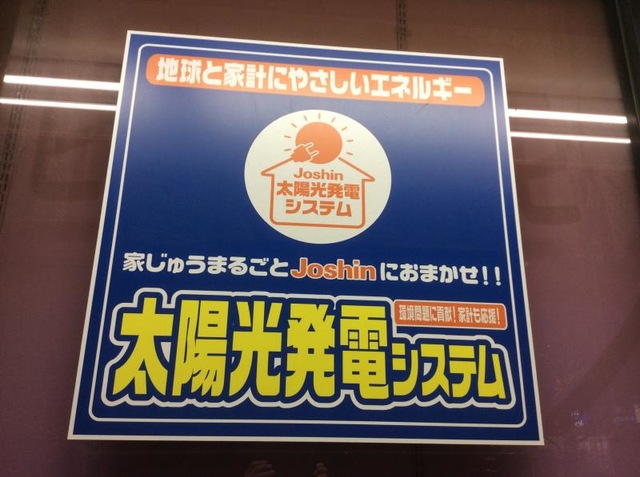 地球と家計にやさしいエネルギー
Joshin
太陽光発電
システム
家じゅうまるごとJoshinにおまかせ!!
環境問題に貢献!家計も応援!
太陽光発電システム